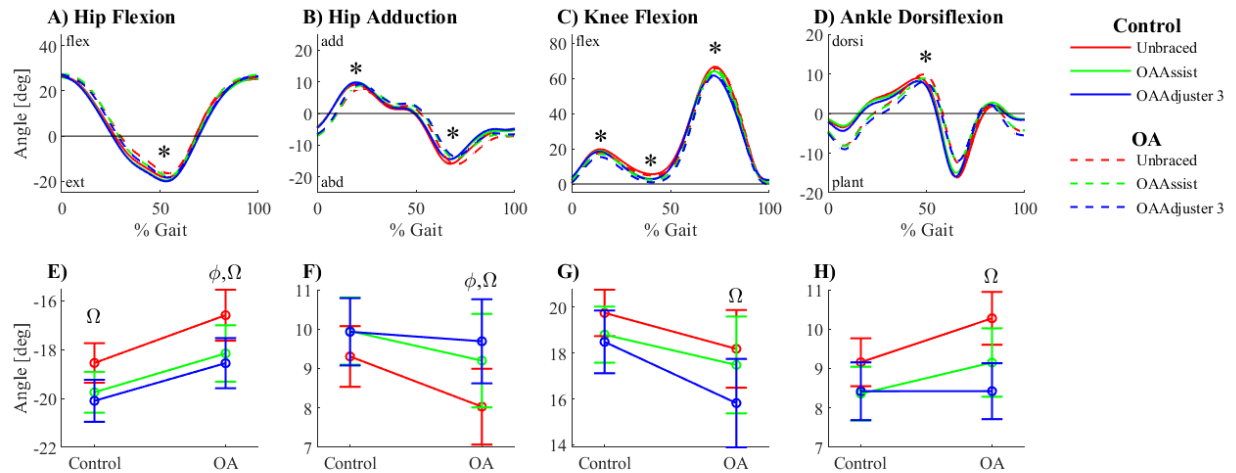 A) Hip Flexion
B) Hip Adduction
C) Knee Flexion
D) Ankle Dorsiflexion
Angle [deg]
40
20
0
-20
flex
ext
*
0
50
100
% Gait
20
10
0
-10
-20
add
abd
*
*
0
50
100
% Gait
80
60
40
20
0
flex
*
*
*
0
50
100
% Gait
20
10
0
-10
-20
dorsi
plant
*
0
50
100
% Gait
Control
Unbraced
OAAssist
OAAdjuster 3
OA
Unbraced
OAAssist
OAAdjuster 3
E)
Angle [deg]
-16
-18
-20
-22
Ω
ϕ,Ω
Control
OA
F)
11
10
9
8
7
ϕ,Ω
Control
OA
G)
20
18
16
14
Ω
Control
OA
H)
11
10
9
8
7
Ω
Control
OA